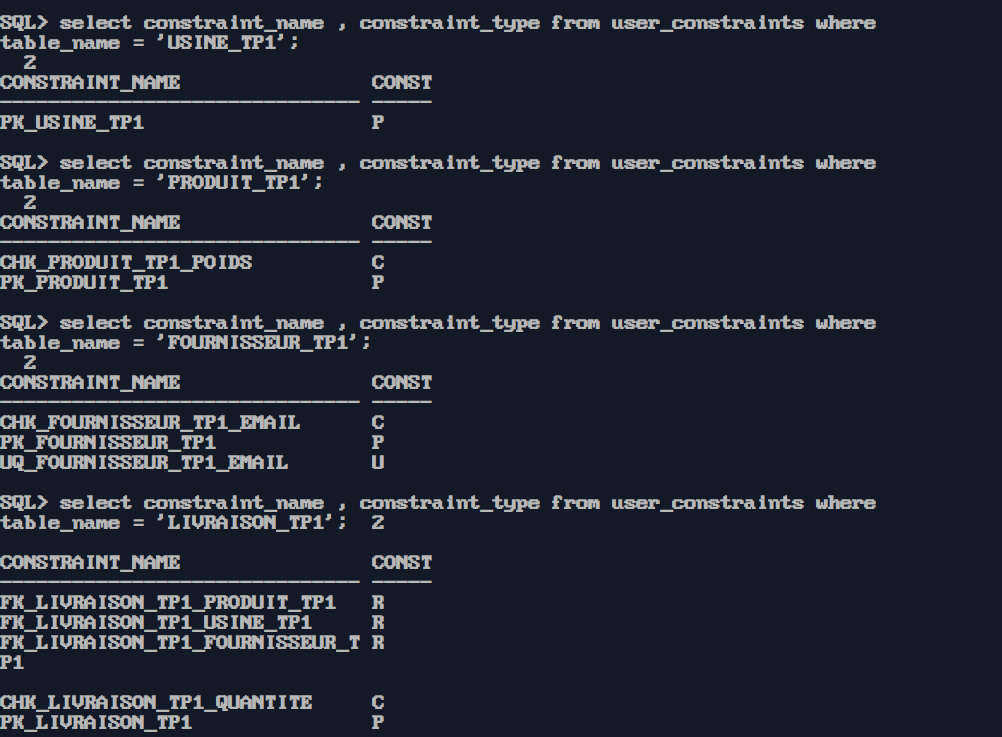 SQL> select constraint_name , constraint_type from user_constraints where
table_name = 'USINE_TP1';
  2
CONSTRAINT_NAME                CONST
------------------------------ -----
PK_USINE_TP1                   P

SQL> select constraint_name , constraint_type from user_constraints where
table_name = 'PRODUIT_TP1';
  2
CONSTRAINT_NAME                CONST
------------------------------ -----
CHK_PRODUIT_TP1_POIDS          C
PK_PRODUIT_TP1                 P

SQL> select constraint_name , constraint_type from user_constraints where
table_name = 'FOURNISSEUR_TP1';
  2
CONSTRAINT_NAME                CONST
------------------------------ -----
CHK_FOURNISSEUR_TP1_EMAIL      C
PK_FOURNISSEUR_TP1             P
UQ_FOURNISSEUR_TP1_EMAIL       U

SQL> select constraint_name , constraint_type from user_constraints where
table_name = 'LIVRAISON_TP1';  2

CONSTRAINT_NAME                CONST
------------------------------ -----
FK_LIVRAISON_TP1_PRODUIT_TP1   R
FK_LIVRAISON_TP1_USINE_TP1     R
FK_LIVRAISON_TP1_FOURNISSEUR_T R
P1

CHK_LIVRAISON_TP1_QUANTITE     C
PK_LIVRAISON_TP1               P